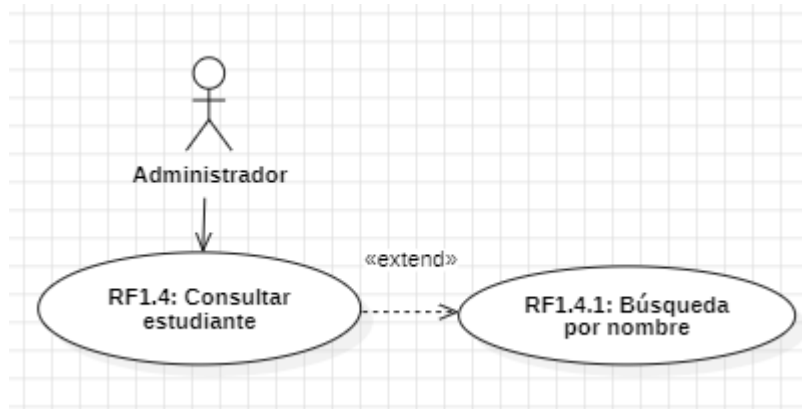 Administrador
«extend»
RF1.4: Consultar
estudiante
RF1.4.1: Búsqueda
por nombre